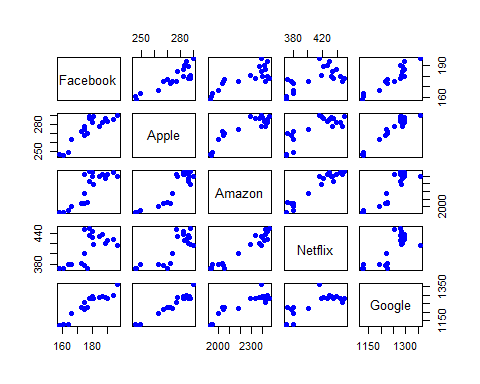 250 280 380 420
Facebook 160 190
250 280 Apple
Amazon 2000
380 440 Netflix
Google 1150 1350
160 180 2000 2300 1150 1300